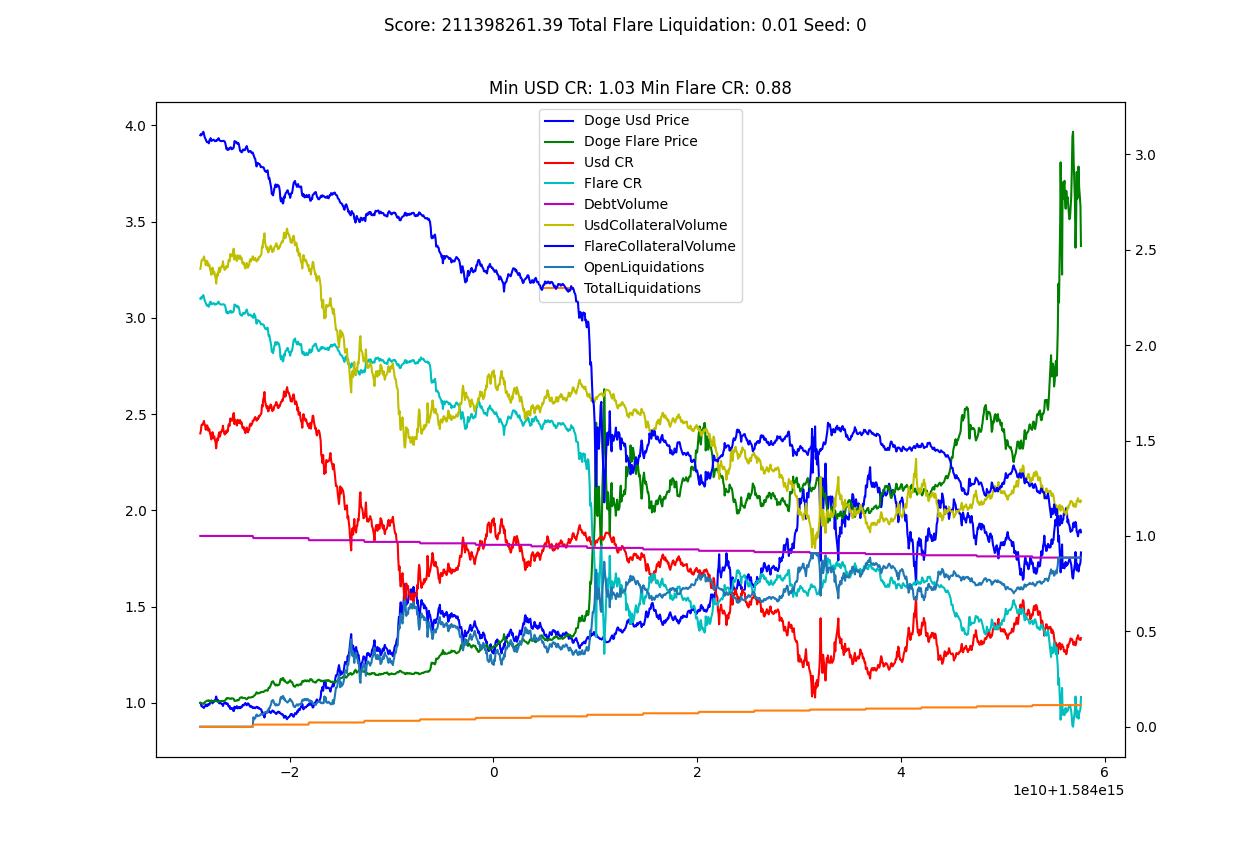 Score: 211398261.39 Total Flare Liquidation: 0.01 Seed: 0
Min USD CR: 1.03 Min Flare CR: 0.88
Doge Usd Price
Doge Flare Price
Usd CR
Flare CR
DebtVolume
UsdCollateralVolume
FlareCollateralVolume
OpenLiquidations
TotalLiquidations
4.0
3.5
3.0
2.5
2.0
1.5
1.0
3.0
2.5
2.0
1.5
1.0
0.5
0.0
−2
0
2
4
6
1e10+1.584e15